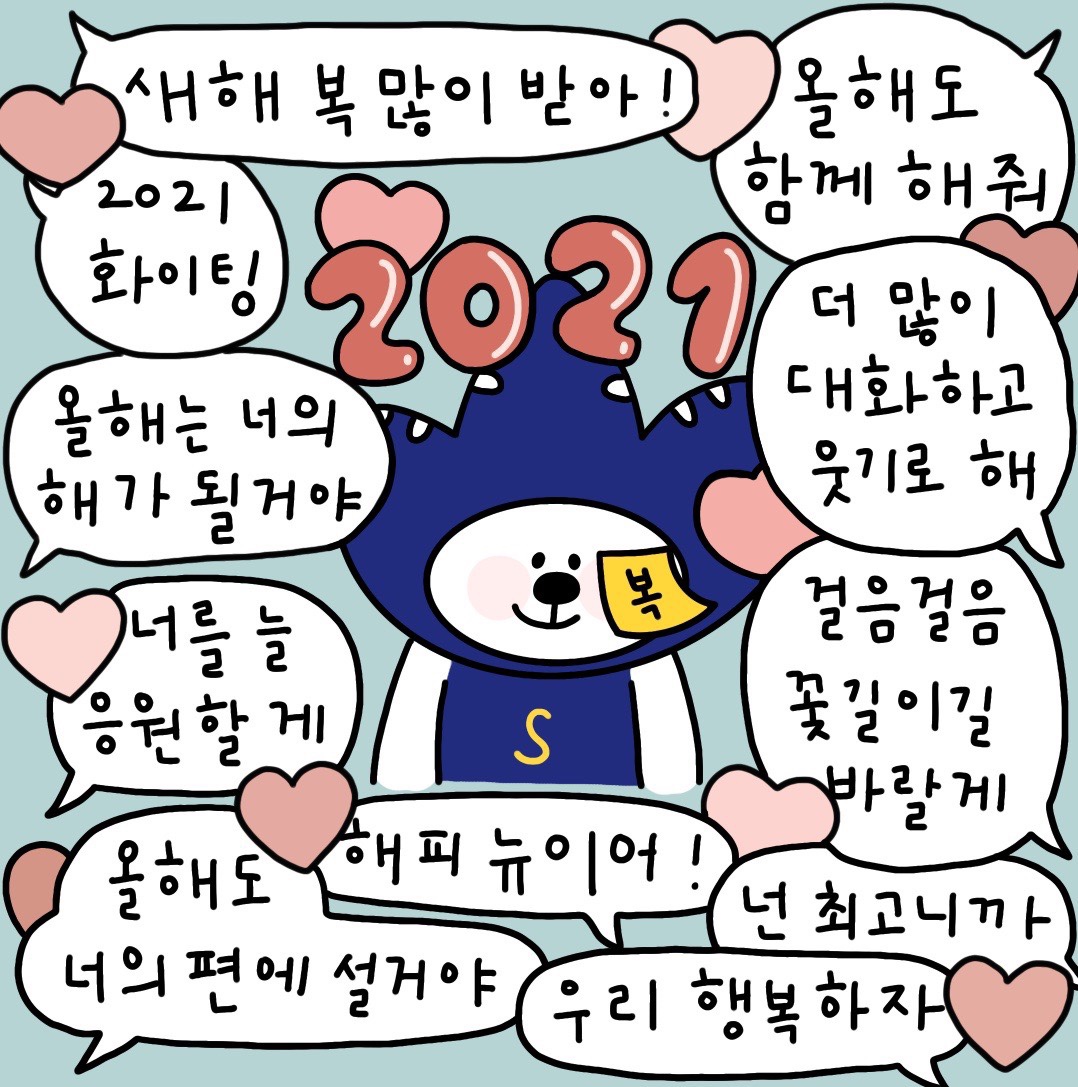 새해 복 많이 받아!
올해도
함께 해줘
2021
화이팅
2021
더 많이
대화하고
웃기로 해
올해는 너의
해가 될거야
복
너를 늘
응원할게
걸음걸음
꽃길이길
바랄게
S
해피 뉴이어!
올해도
너의 편에 설거야
넌 최고니까
우리 행복하자